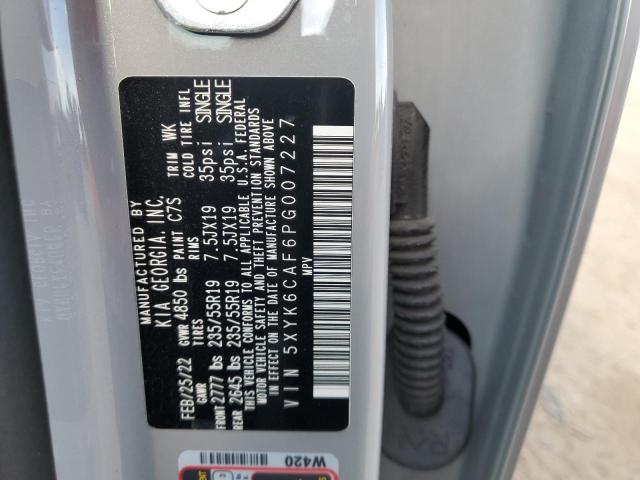 MANUFACTURED BY
KIA GEORGIA, INC.
FEB/25/22 GVWR 4850 lbs PAINT C7S TRIM WK
GAWR TIRES RIMS COLD TIRE INFL
FRONT 2777 lbs 235/55R19 7.5JX19 35psi SINGLE
REAR 2645 lbs 235/55R19 7.5JX19 35psi SINGLE
THIS VEHICLE CONFORMS TO ALL APPLICABLE U.S.A. FEDERAL
MOTOR VEHICLE SAFETY AND THEFT PREVENTION STANDARDS
IN EFFECT ON THE DATE OF MANUFACTURE SHOWN ABOVE
VIN 5XYK6CAF6PG007227
MPV
W420